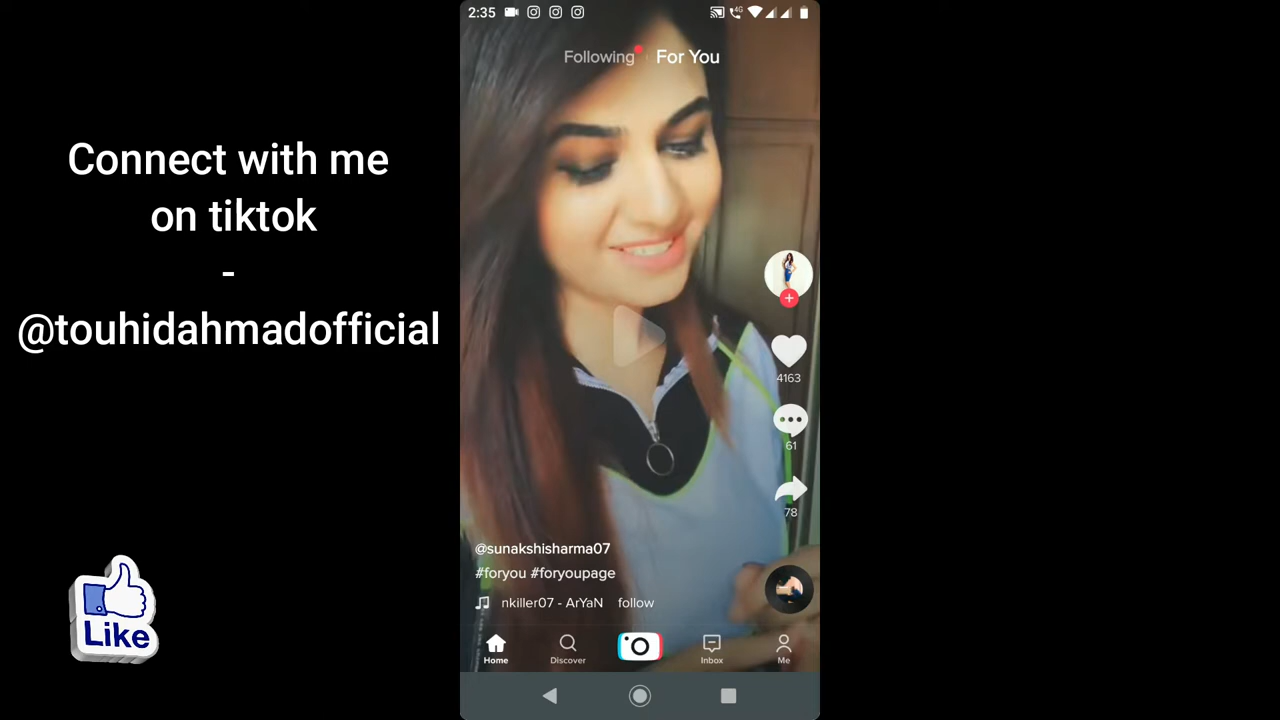 Connect with me
on tiktok
-
@touhidahmadofficial
Like
2:35
4G
Following
For You
4163
61
78
@sunakshisharma07
#foryou #foryoupage
nkiller07 - ArYaN follow
Home
Discover
Inbox
Me